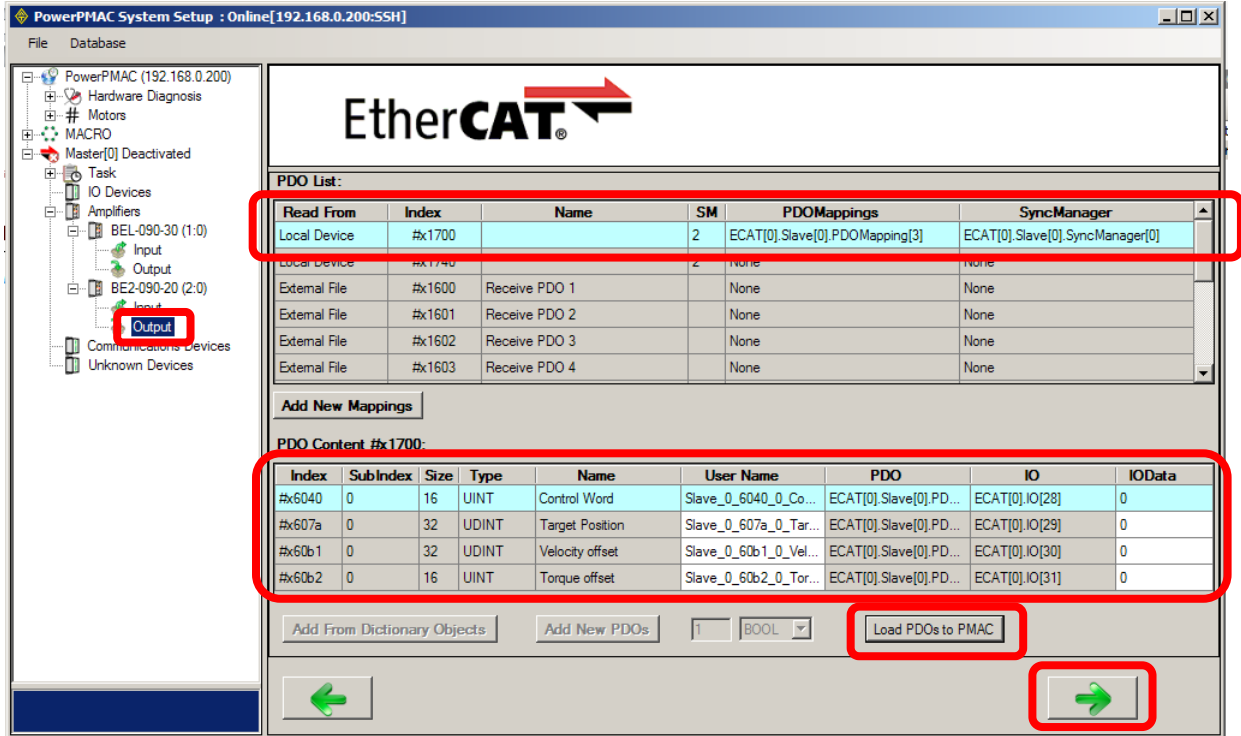 PowerPMAC System Setup : Online[192.168.0.200:SSH]
File Database
PowerPMAC (192.168.0.200)
Hardware Diagnosis
Motors
MACRO
Master[0] Deactivated
Task
IO Devices
Amplifiers
BEL-090-30 (1:0)
Input
Output
BE2-090-20 (2:0)
Input
Output
Communications Devices
Unknown Devices
EtherCAT®
PDO List:
Read From Index Name SM PDOMappings SyncManager
Local Device #x1700 2 ECAT[0].Slave[0].PDOMapping[3] ECAT[0].Slave[0].SyncManager[0]
Local Device #x1740 2 None None
External File #x1600 Receive PDO 1 None None
External File #x1601 Receive PDO 2 None None
External File #x1602 Receive PDO 3 None None
External File #x1603 Receive PDO 4 None None
Add New Mappings
PDO Content #x1700:
Index SubIndex Size Type Name User Name PDO IO IOData
#x6040 0 16 UINT Control Word Slave_0_6040_0_Co... ECAT[0].Slave[0].PD... ECAT[0].IO[28] 0
#x607a 0 32 UDINT Target Position Slave_0_607a_0_Tar... ECAT[0].Slave[0].PD... ECAT[0].IO[29] 0
#x60b1 0 32 UDINT Velocity offset Slave_0_60b1_0_Vel... ECAT[0].Slave[0].PD... ECAT[0].IO[30] 0
#x60b2 0 16 UINT Torque offset Slave_0_60b2_0_Tor... ECAT[0].Slave[0].PD... ECAT[0].IO[31] 0
Add From Dictionary Objects Add New PDOs 1 BOOL Load PDOs to PMAC